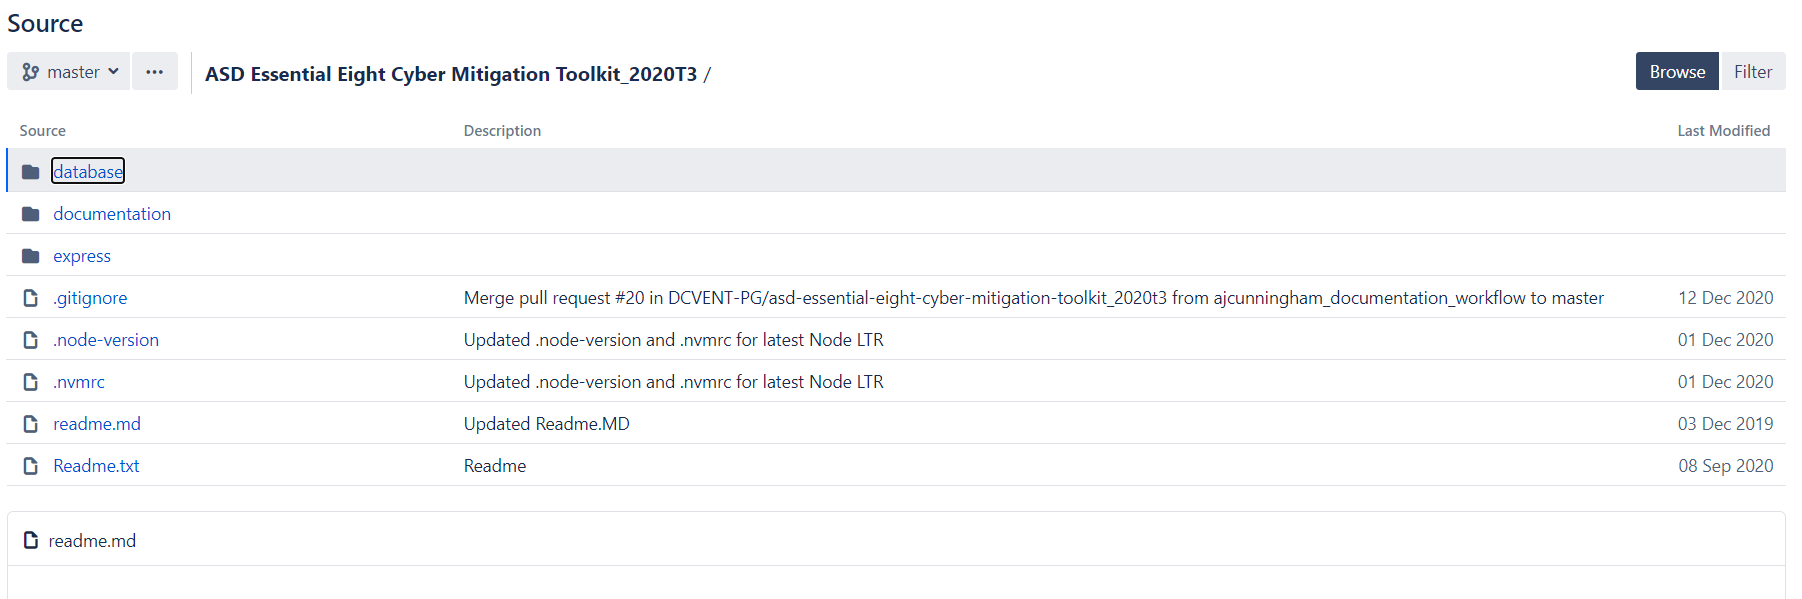 Source
master
ASD Essential Eight Cyber Mitigation Toolkit_2020T3 /
Browse Filter
Source Description Last Modified
database
documentation
express
.gitignore Merge pull request #20 in DCVENT-PG/asd-essential-eight-cyber-mitigation-toolkit_2020t3 from ajcunningham_documentation_workflow to master 12 Dec 2020
.node-version Updated .node-version and .nvmrc for latest Node LTR 01 Dec 2020
.nvmrc Updated .node-version and .nvmrc for latest Node LTR 01 Dec 2020
readme.md Updated Readme.MD 03 Dec 2019
Readme.txt Readme 08 Sep 2020
readme.md